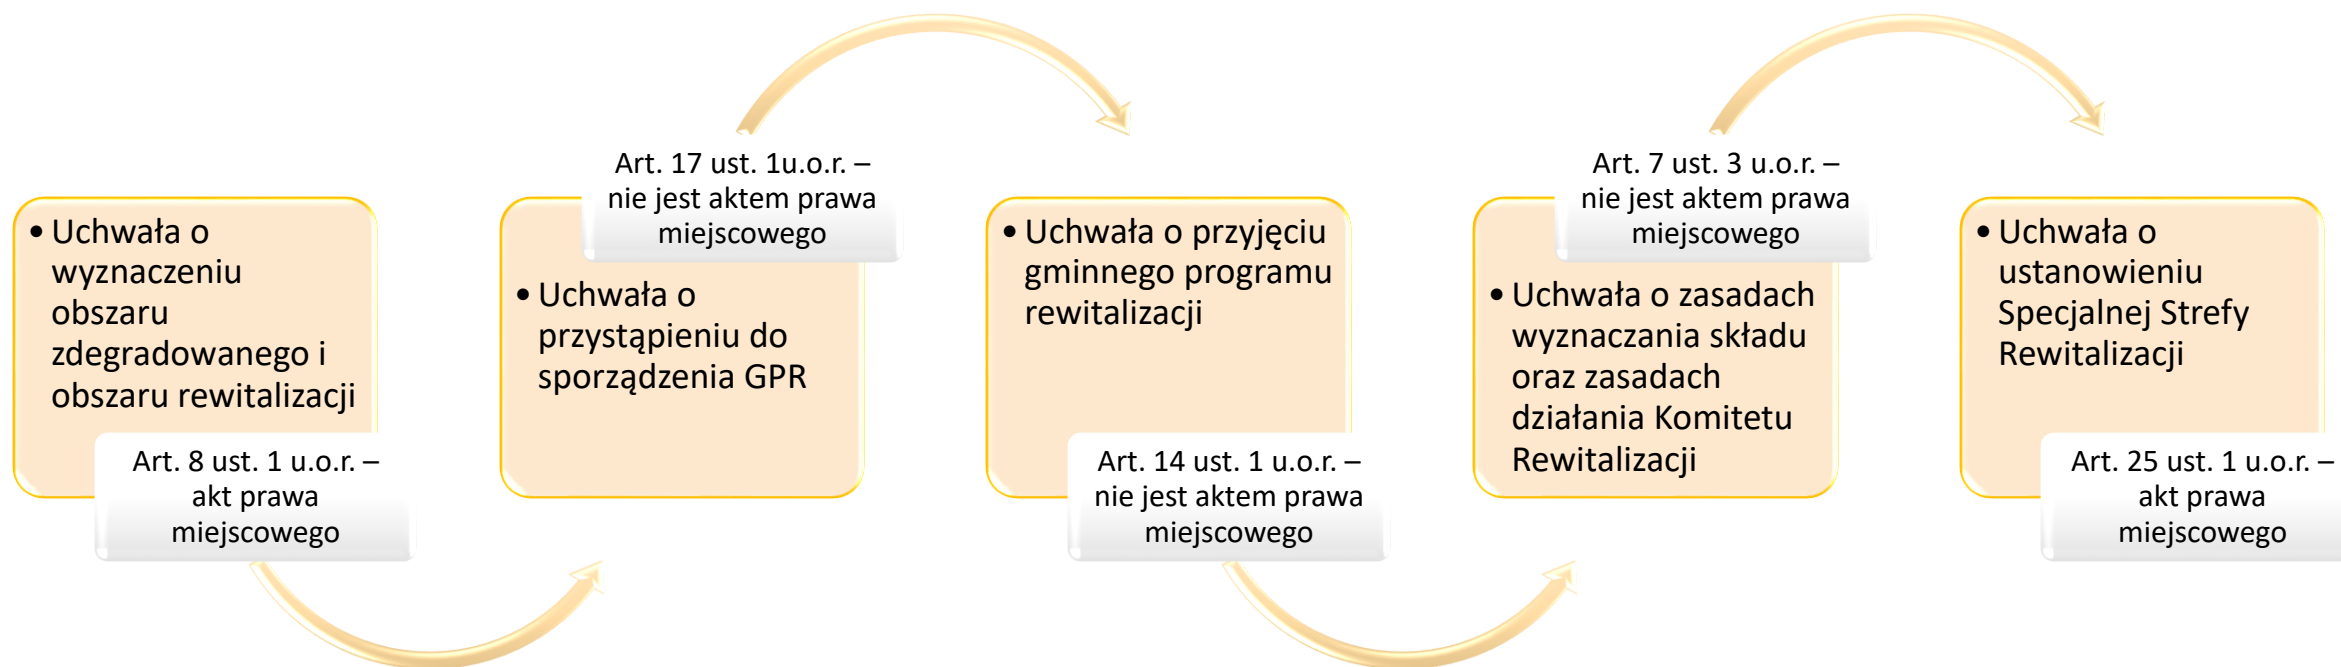 • Uchwała o
wyznaczeniu
obszaru
zdegradowanego i
obszaru rewitalizacji
Art. 8 ust. 1 u.o.r. –
akt prawa
miejscowego
Art. 17 ust. 1u.o.r. –
nie jest aktem prawa
miejscowego
• Uchwała o
przystąpieniu do
sporządzenia GPR
• Uchwała o przyjęciu
gminnego programu
rewitalizacji
Art. 14 ust. 1 u.o.r. –
nie jest aktem prawa
miejscowego
Art. 7 ust. 3 u.o.r. –
nie jest aktem prawa
miejscowego
• Uchwała o zasadach
wyznaczania składu
oraz zasadach
działania Komitetu
Rewitalizacji
• Uchwała o
ustanowieniu
Specjalnej Strefy
Rewitalizacji
Art. 25 ust. 1 u.o.r. –
akt prawa
miejscowego